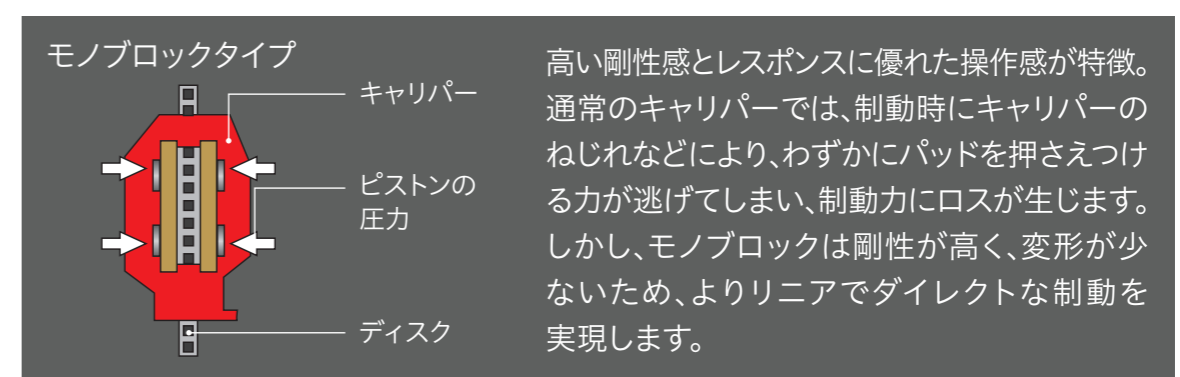 モノブロックタイプ
キャリパー
ピストンの
圧力
ディスク
高い剛性感とレスポンスに優れた操作感が特徴。
通常のキャリパーでは、制動時にキャリパーの
ねじれなどにより、わずかにパッドを押さえつけ
る力が逃げてしまい、制動力にロスが生じます。
しかし、モノブロックは剛性が高く、変形が少
ないため、よりリニアでダイレクトな制動を
実現します。